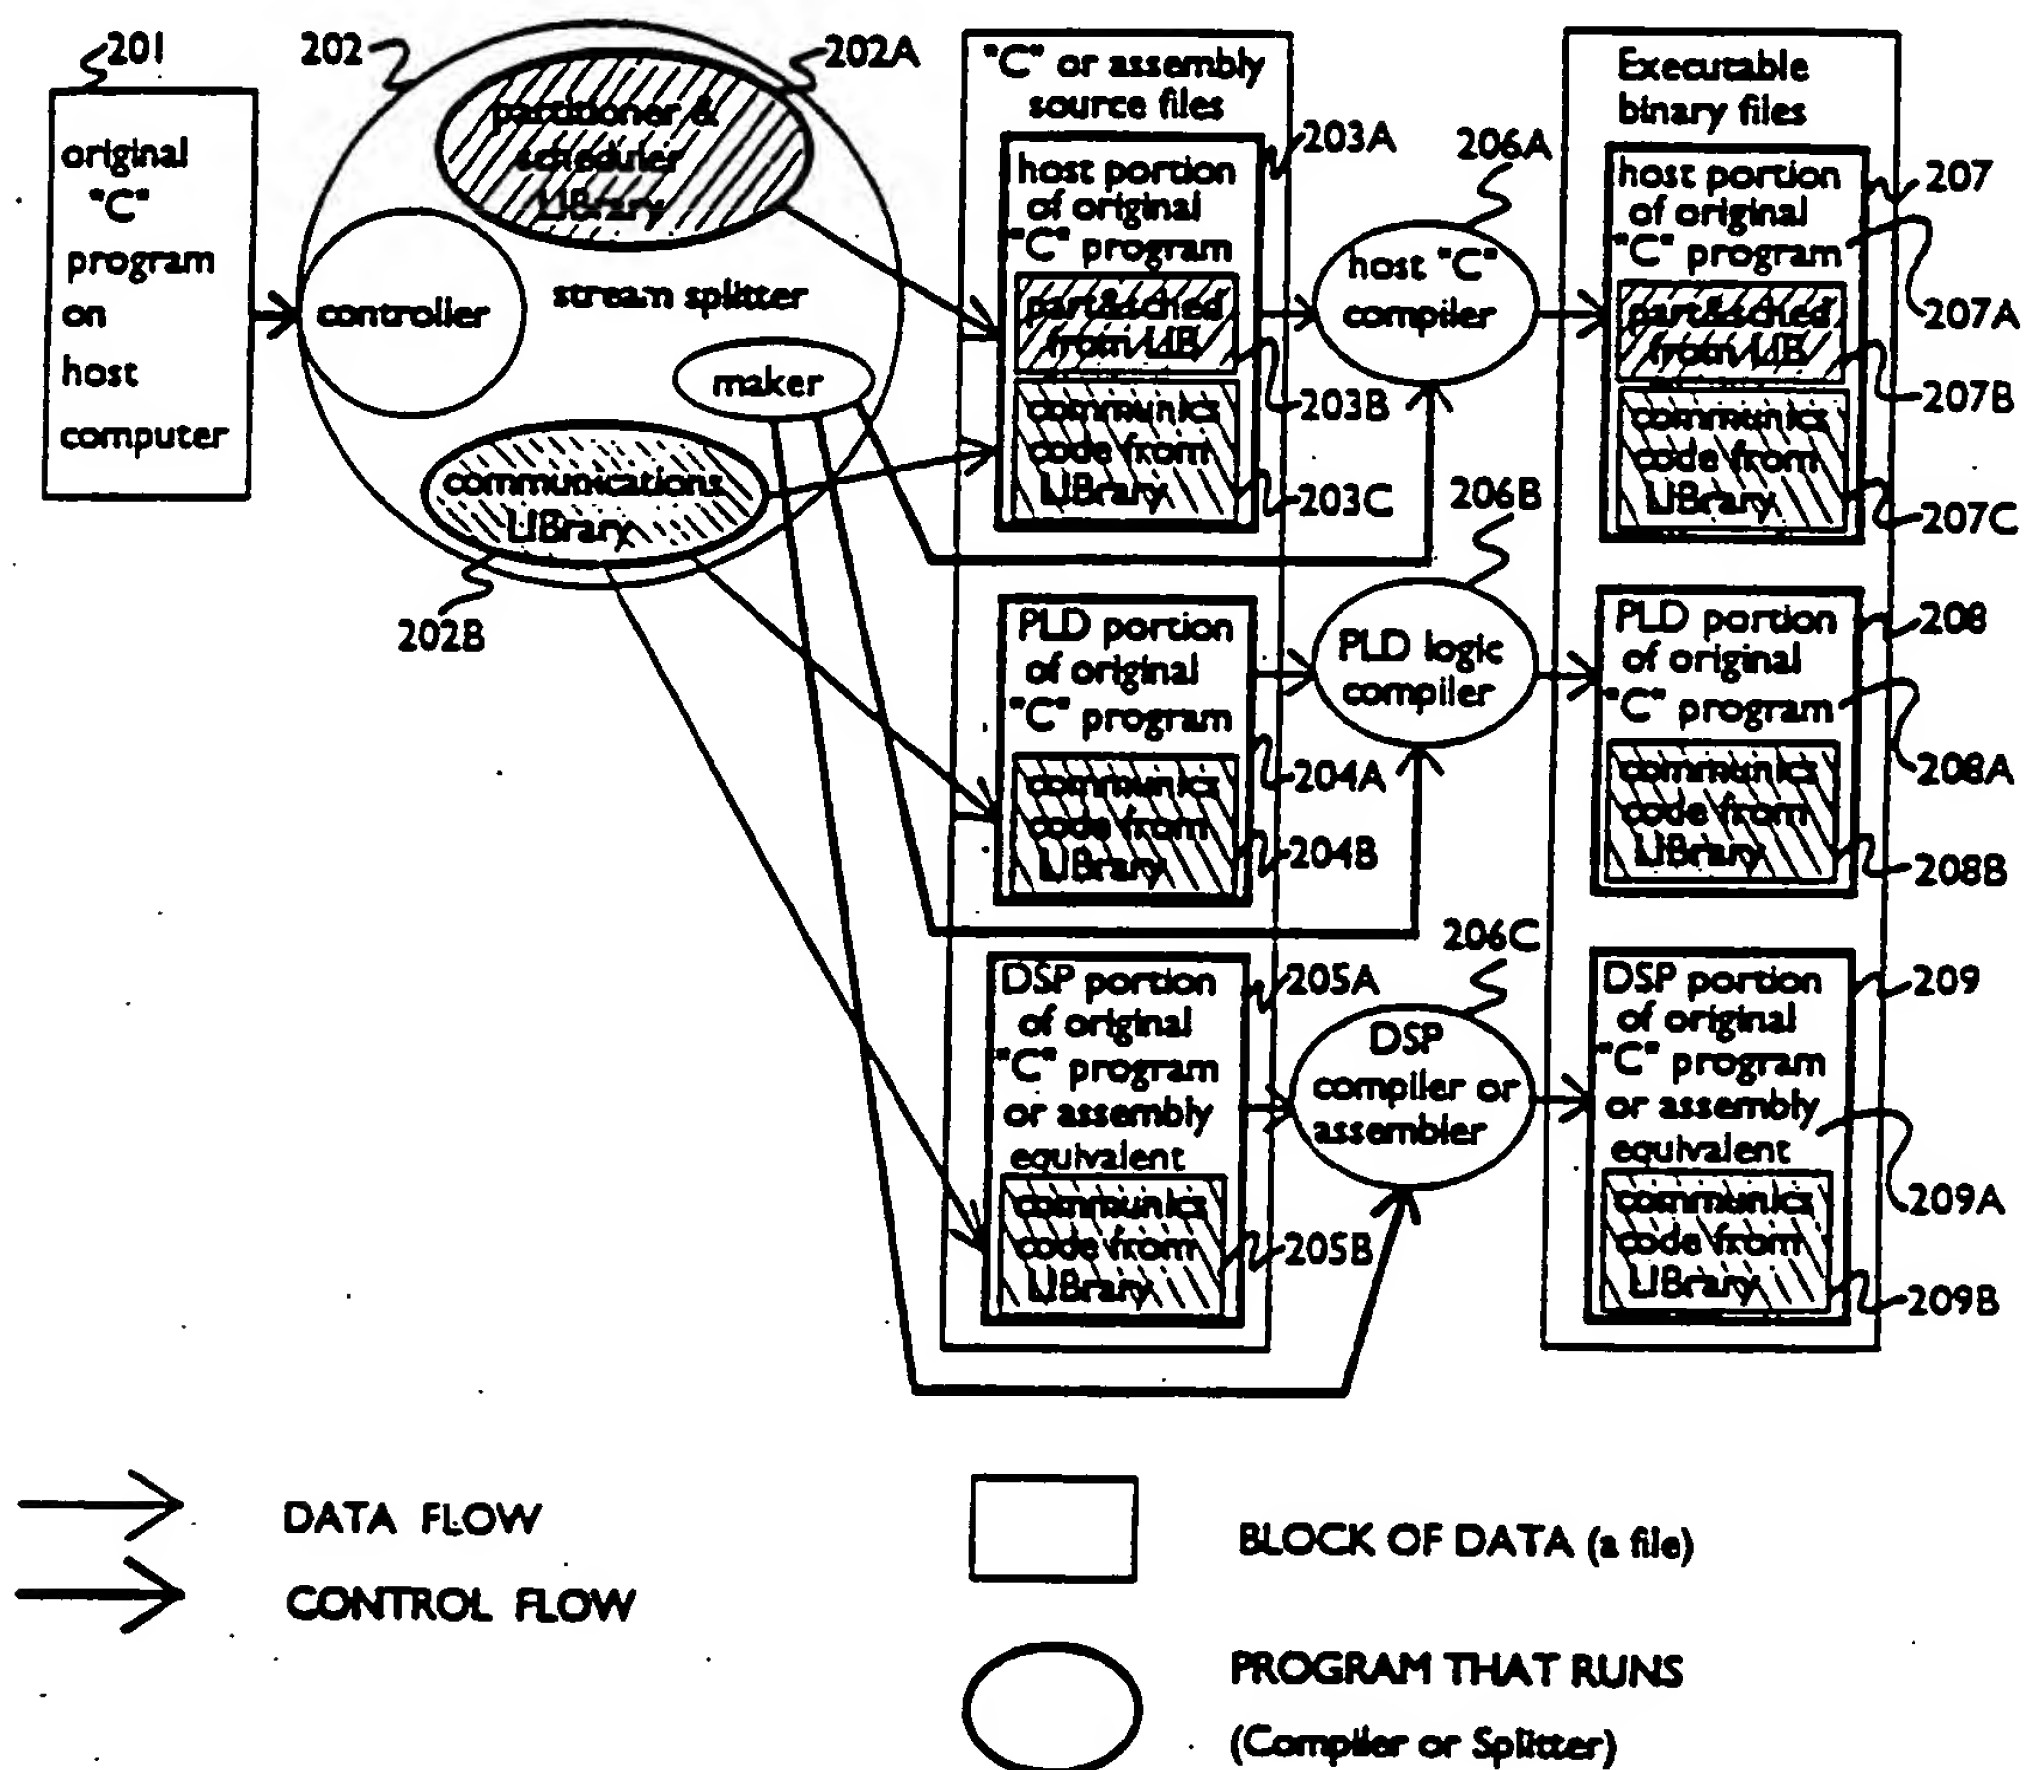 201
original
"C"
program
on
host
computer
202
202A
partitioner &
scheduler
LIBrary
controller
stream splitter
maker
communications
LIBrary
202B
"C" or assembly
source files
203A
host portion
of original
"C" program
part&sched
from LIB
203B
communics
code from
LIBrary
203C
PLD portion
of original
"C" program
204A
communics
code from
LIBrary
204B
DSP portion
of original
"C" program
or assembly
equivalent
205A
communics
code from
LIBrary
205B
206A
host "C"
compiler
206B
PLD logic
compiler
206C
DSP
compiler or
assembler
Executable
binary files
host portion
of original
"C" program
207
207A
part&sched
from LIB
207B
communics
code from
LIBrary
207C
PLD portion
of original
"C" program
208
208A
communics
code from
LIBrary
208B
DSP portion
of original
"C" program
or assembly
equivalent
209
209A
communics
code from
LIBrary
209B
DATA FLOW
CONTROL FLOW
BLOCK OF DATA (a file)
PROGRAM THAT RUNS
(Compiler or Splitter)